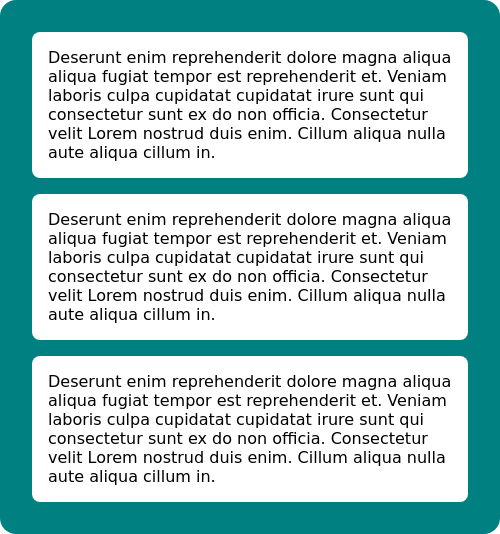 Deserunt enim reprehenderit dolore magna aliqua
aliqua fugiat tempor est reprehenderit et. Veniam
laboris culpa cupidatat cupidatat irure sunt qui
consectetur sunt ex do non officia. Consectetur
velit Lorem nostrud duis enim. Cillum aliqua nulla
aute aliqua cillum in.
Deserunt enim reprehenderit dolore magna aliqua
aliqua fugiat tempor est reprehenderit et. Veniam
laboris culpa cupidatat cupidatat irure sunt qui
consectetur sunt ex do non officia. Consectetur
velit Lorem nostrud duis enim. Cillum aliqua nulla
aute aliqua cillum in.
Deserunt enim reprehenderit dolore magna aliqua
aliqua fugiat tempor est reprehenderit et. Veniam
laboris culpa cupidatat cupidatat irure sunt qui
consectetur sunt ex do non officia. Consectetur
velit Lorem nostrud duis enim. Cillum aliqua nulla
aute aliqua cillum in.